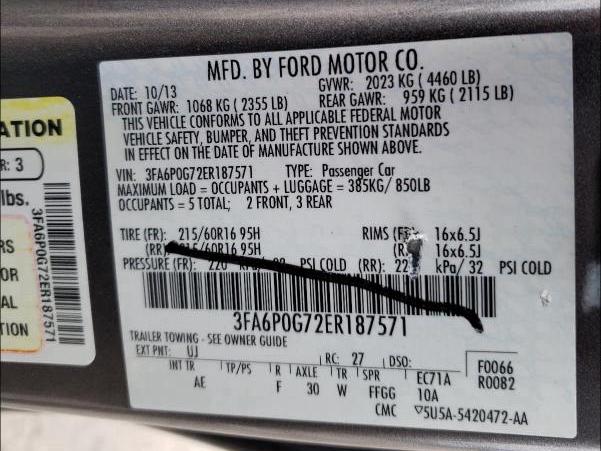 MFD. BY FORD MOTOR CO.
DATE: 10/13 GVWR: 2023 KG ( 4460 LB)
FRONT GAWR: 1068 KG ( 2355 LB) REAR GAWR: 959 KG ( 2115 LB)
THIS VEHICLE CONFORMS TO ALL APPLICABLE FEDERAL MOTOR
VEHICLE SAFETY, BUMPER, AND THEFT PREVENTION STANDARDS
IN EFFECT ON THE DATE OF MANUFACTURE SHOWN ABOVE.
VIN: 3FA6P0G72ER187571 TYPE: Passenger Car
MAXIMUM LOAD = OCCUPANTS + LUGGAGE = 385KG/ 850LB
OCCUPANTS = 5 TOTAL; 2 FRONT, 3 REAR
TIRE (FR): 215/60R16 95H RIMS 16x6.5J
(RR) 95H 16x6.5J
PRESSURE (FR): PSI COLD (RR): kPa/ 32 PSI COLD
3FA6P0G72ER187571
TRAILER TOWING - SEE OWNER GUIDE
EXT PNT: UJ RC: 27 DSO: F0066
INT TR TP/PS R AXLE TR SPR EC71A R0082
AE F 30 W FFGG 10A
CMC 5U5A-5420472-AA
ATION
R: 3
lbs.
RS
OR
AL
TION
3FA6P0G72ER187571